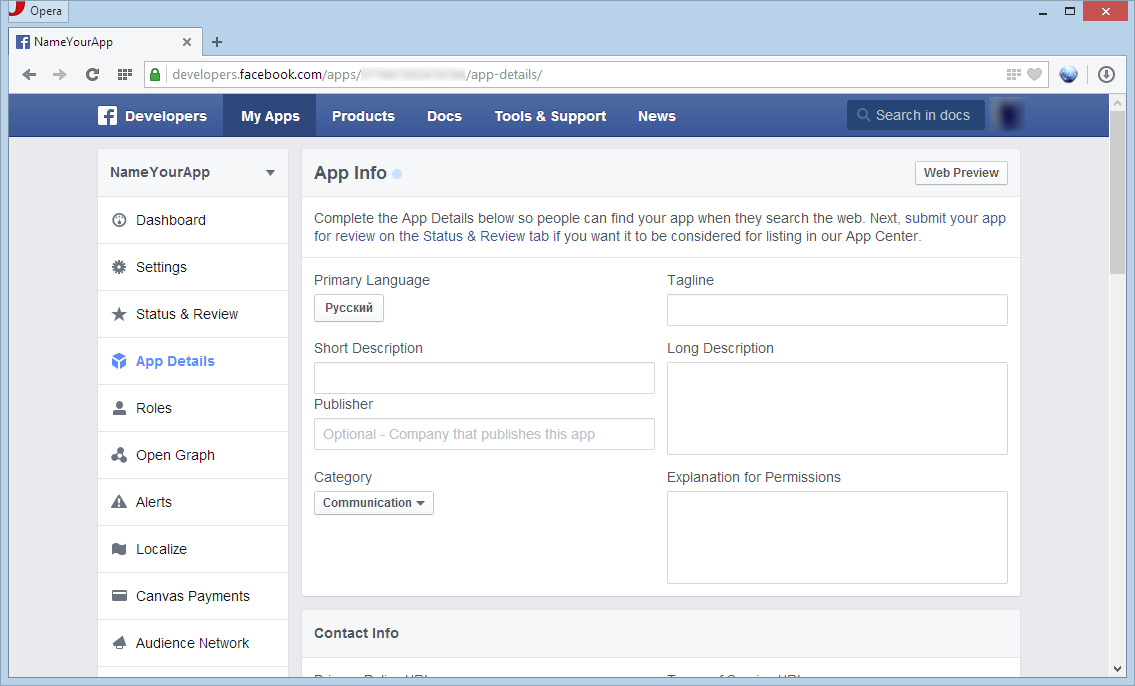 Opera
NameYourApp
developers.facebook.com/apps/ /app-details/
Developers My Apps Products Docs Tools & Support News Search in docs
NameYourApp
Dashboard
Settings
Status & Review
App Details
Roles
Open Graph
Alerts
Localize
Canvas Payments
Audience Network
App Info
Web Preview
Complete the App Details below so people can find your app when they search the web. Next, submit your app
for review on the Status & Review tab if you want it to be considered for listing in our App Center.
Primary Language
Русский
Tagline
Short Description
Long Description
Publisher
Optional - Company that publishes this app
Category
Communication
Explanation for Permissions
Contact Info